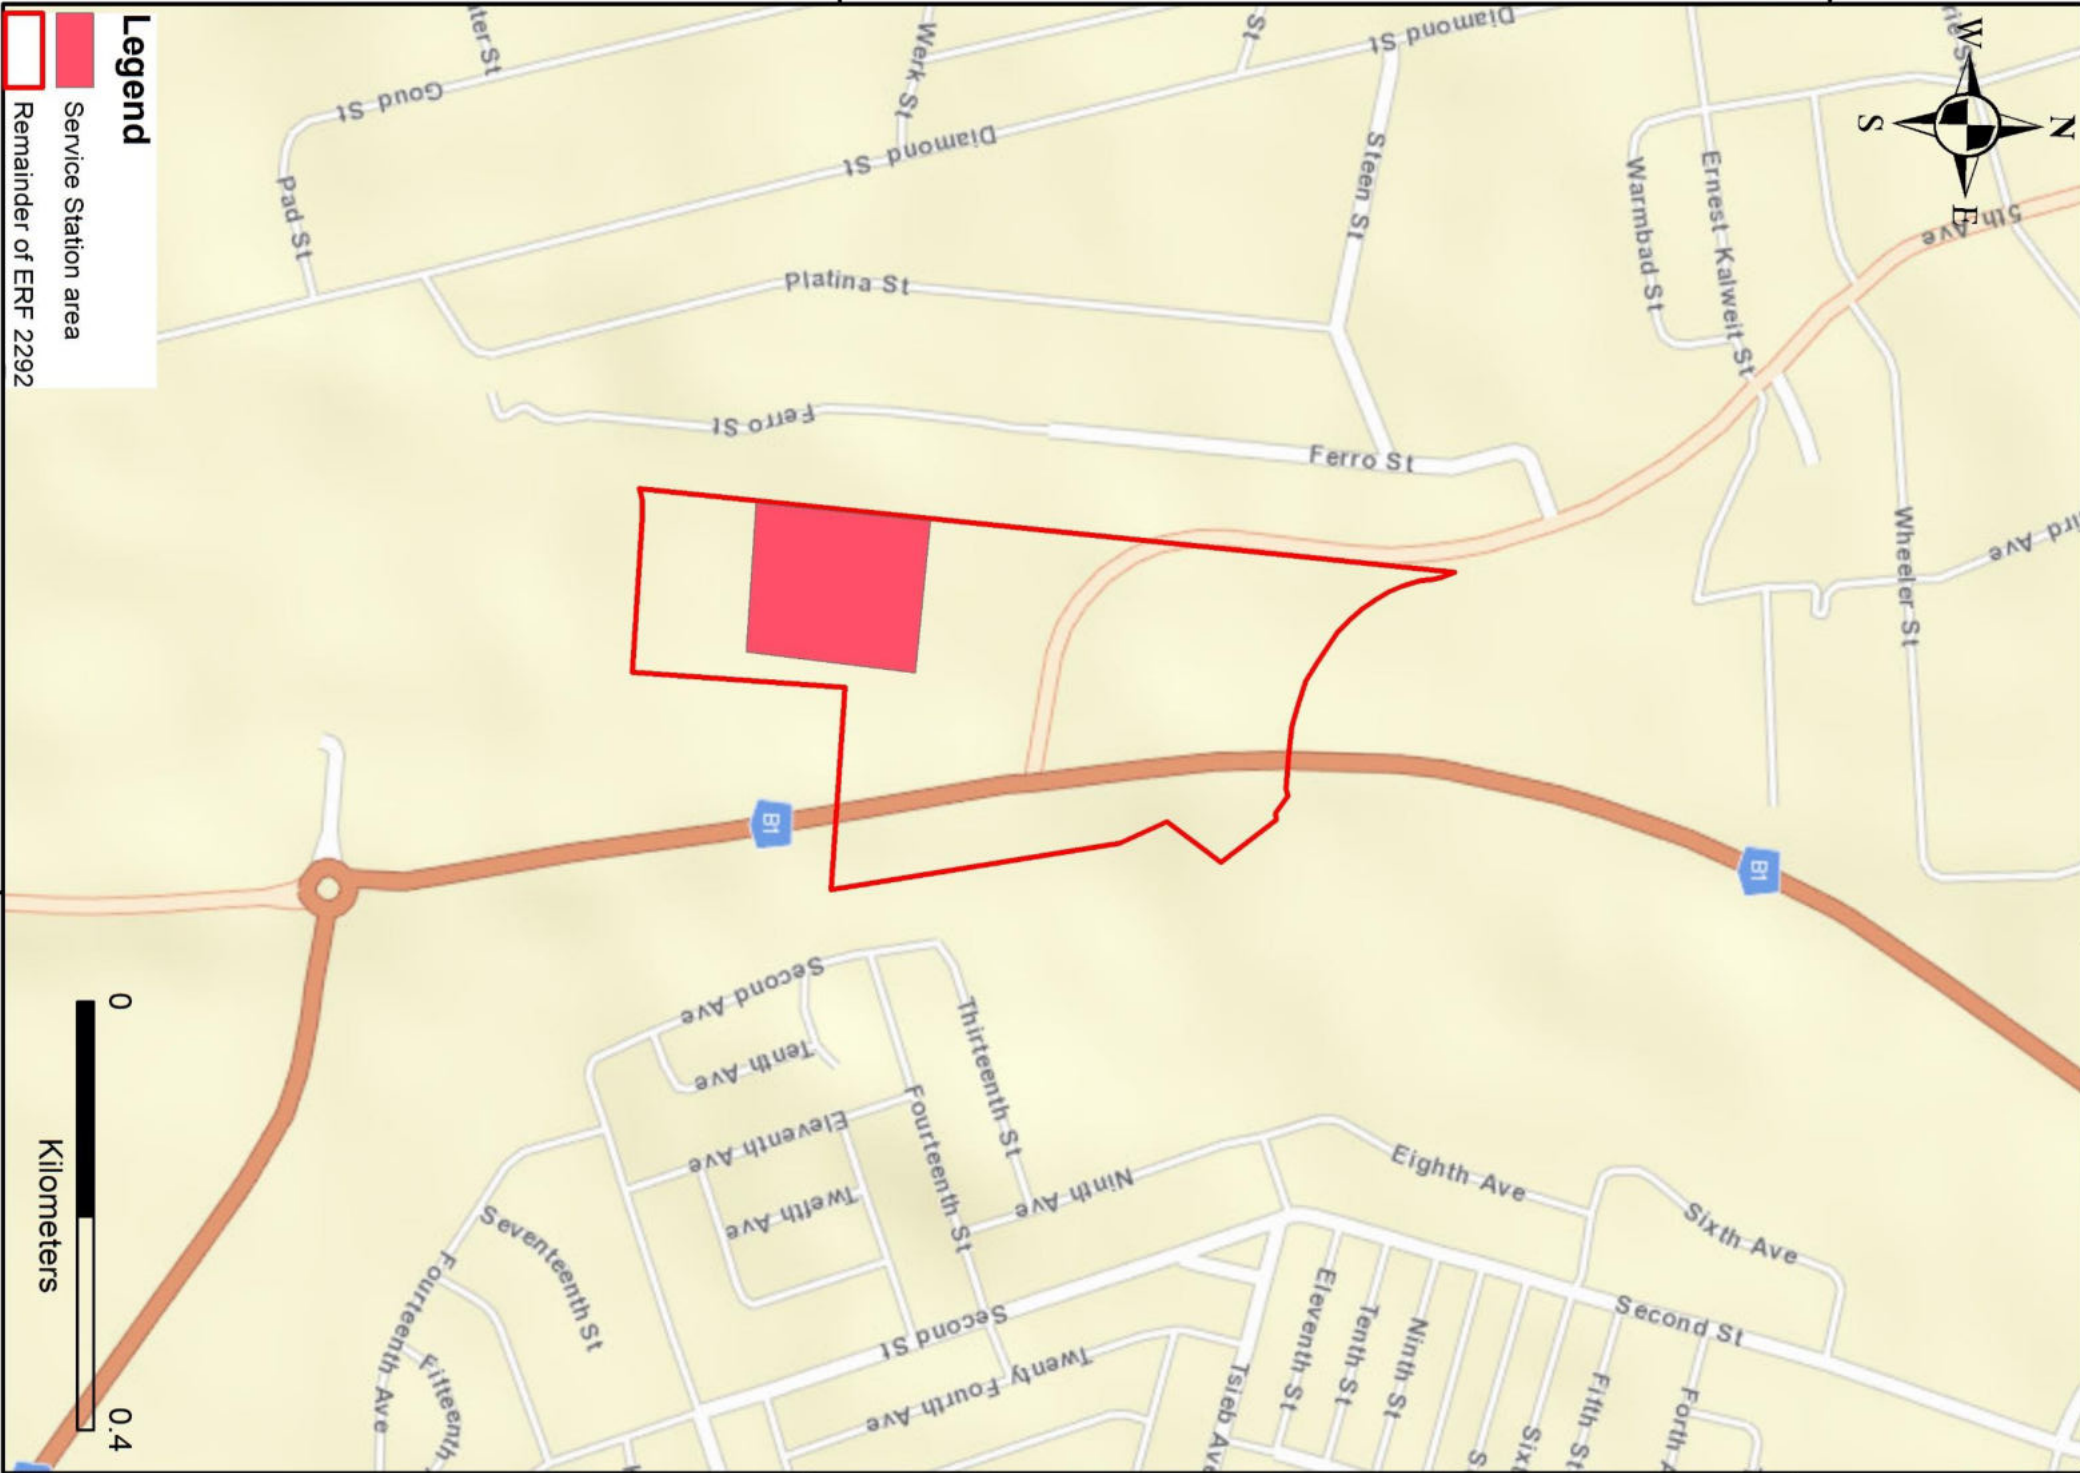 Legend
Service Station area
Remainder of ERF 2292
W
N
S
E
Goud St
Werk St
St
Diamond St
Diamond St
Pad St
Steen St
Platina St
Ferro St
Ferro St
Warmbad St
Ernest Kalweit St
5th Ave
Wheeler St
Ave
B1
B1
Second Ave
Tenth Ave
Eleventh Ave
Twelfth Ave
Thirteenth St
Fourteenth St
Ninth Ave
Eighth Ave
Sixth Ave
Second St
Second St
Seventeenth St
Fourteenth Ave
Fifteenth
Twenty Fourth Ave
Tsieb Ave
Eleventh St
Tenth St
Ninth St
Fifth St
Forth A
0
0.4
Kilometers